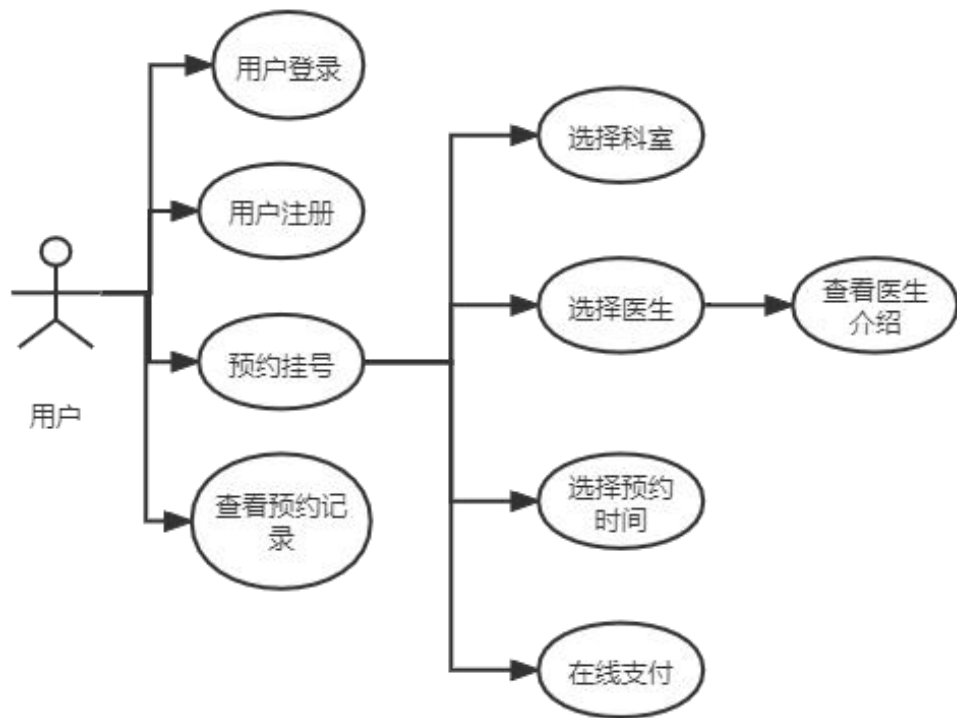 用户登录
用户注册
预约挂号
查看预约记
录
用户
选择科室
选择医生
选择预约
时间
在线支付
查看医生
介绍